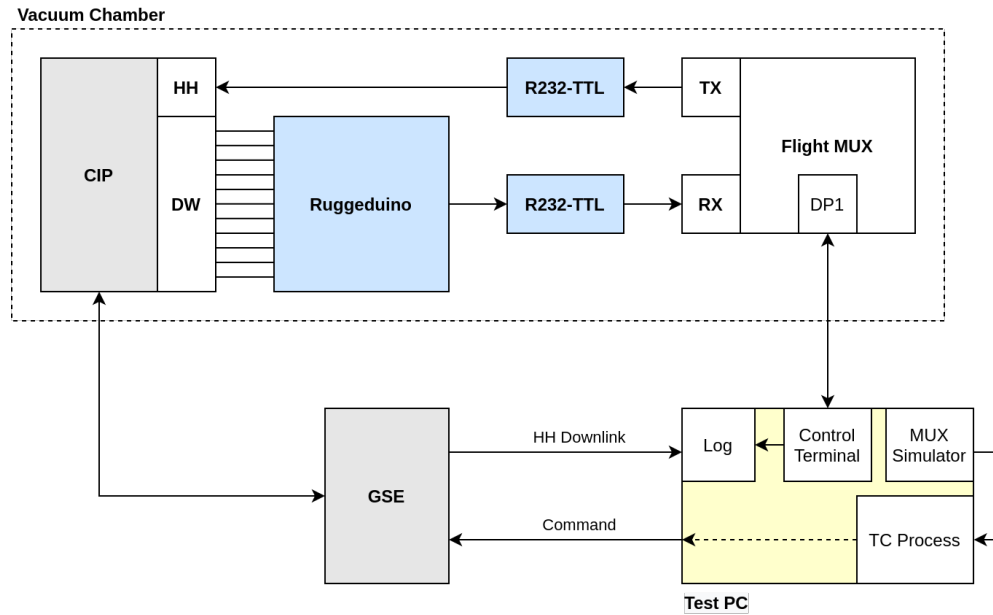 Vacuum Chamber
HH
R232-TTL
TX
CIP
Flight MUX
DW
Ruggeduino
R232-TTL
RX
DP1
HH Downlink
Log
Control
Terminal
MUX
Simulator
GSE
Command
TC Process
Test PC